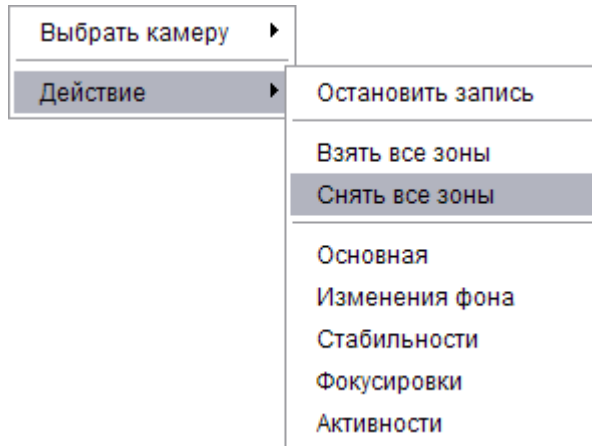 Выбрать камеру
Действие
Остановить запись
Взять все зоны
Снять все зоны
Основная
Изменения фона
Стабильности
Фокусировки
Активности